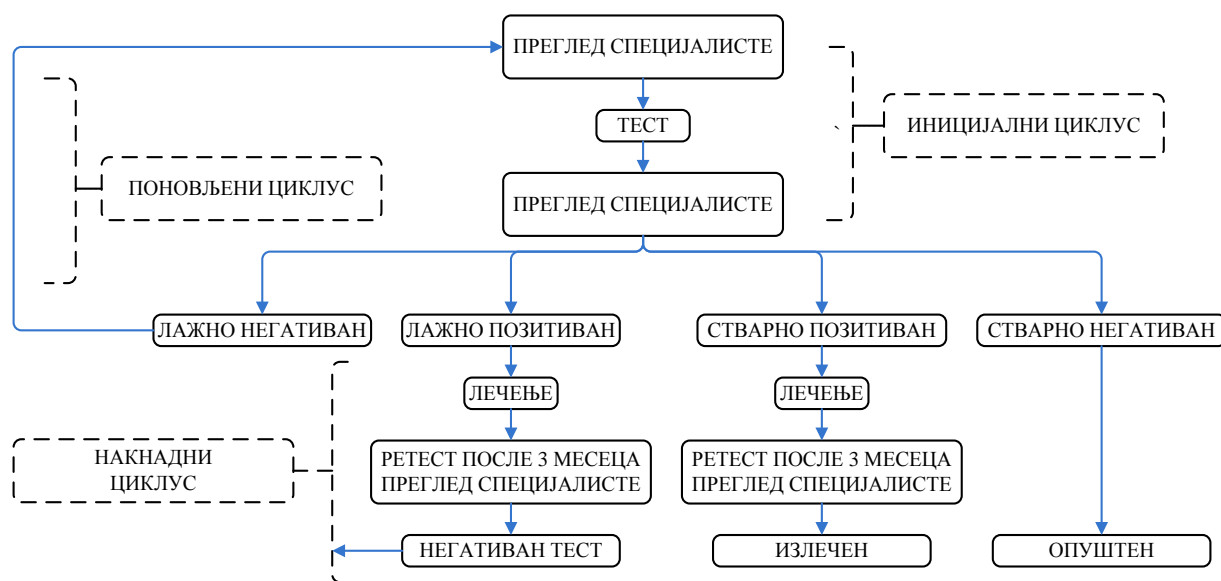 ПРЕГЛЕД СПЕЦИЈАЛИСТЕ
ТЕСТ
ИНИЦИЈАЛНИ ЦИКЛУС
ПОНОВЉЕНИ ЦИКЛУС
ПРЕГЛЕД СПЕЦИЈАЛИСТЕ
ЛАЖНО НЕГАТИВАН
ЛАЖНО ПОЗИТИВАН
СТВАРНО ПОЗИТИВАН
СТВАРНО НЕГАТИВАН
ЛЕЧЕЊЕ
ЛЕЧЕЊЕ
НАКНАДНИ
ЦИКЛУС
РЕТЕСТ ПОСЛЕ 3 МЕСЕЦА
ПРЕГЛЕД СПЕЦИЈАЛИСТЕ
РЕТЕСТ ПОСЛЕ 3 МЕСЕЦА
ПРЕГЛЕД СПЕЦИЈАЛИСТЕ
НЕГАТИВАН ТЕСТ
ИЗЛЕЧЕН
ОПУШТЕН